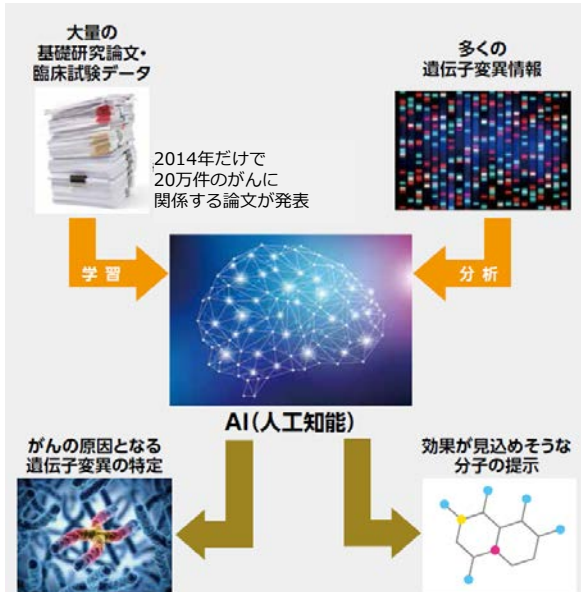 大量の
基礎研究論文・
臨床試験データ
多くの
遺伝子変異情報
2014年だけで
20万件のがんに
関係する論文が発表
学習
分析
AI(人工知能)
がんの原因となる
遺伝子変異の特定
効果が見込めそうな
分子の提示